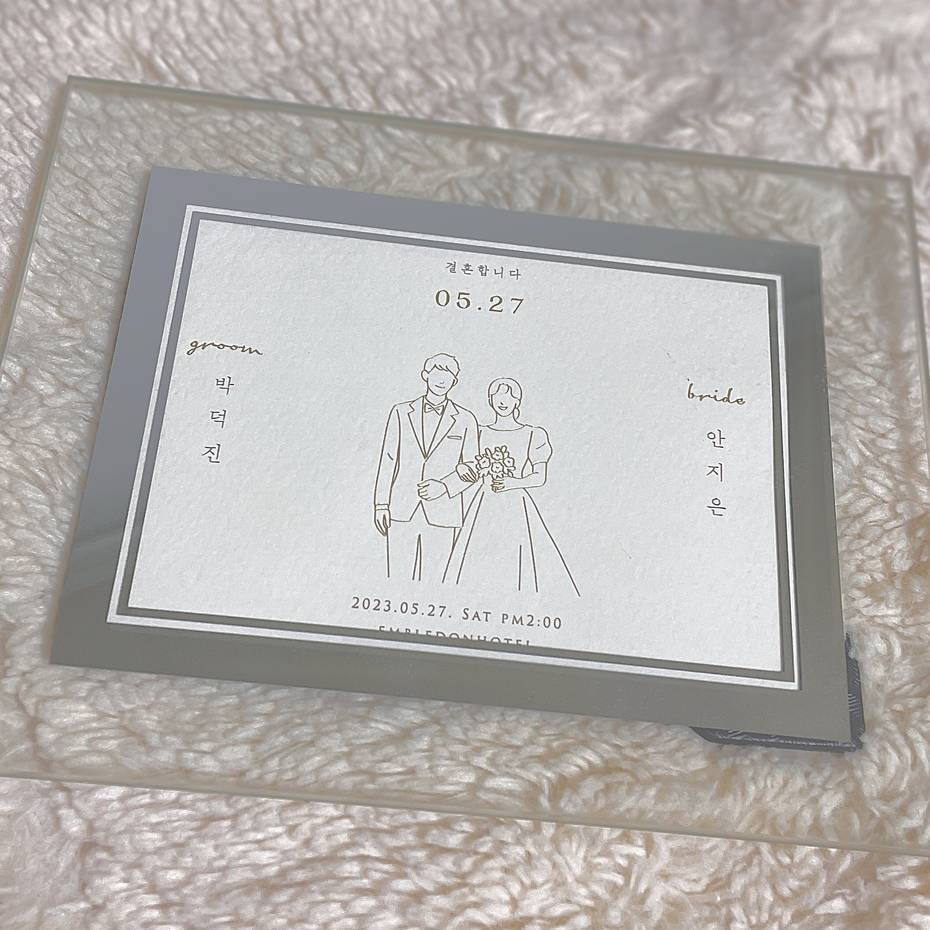 결혼합니다
05.27
groom
박덕진
bride
안지은
2023.05.27. SAT PM2:00
EMBLEDONHOTEL